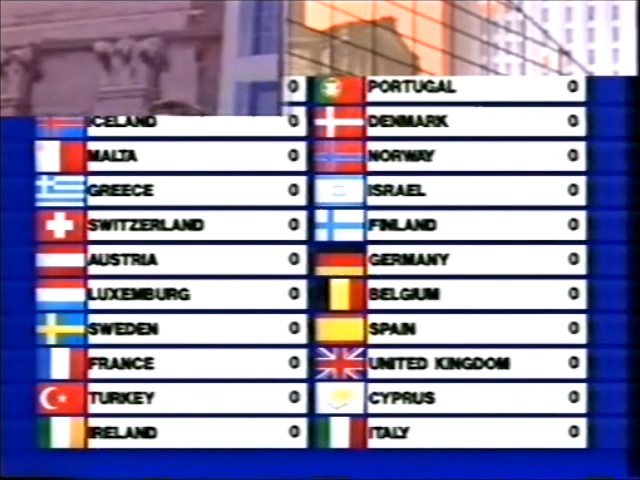 0 PORTUGAL 0
ICELAND 0 DENMARK 0
MALTA 0 NORWAY 0
GREECE 0 ISRAEL 0
SWITZERLAND 0 FINLAND 0
AUSTRIA 0 GERMANY 0
LUXEMBURG 0 BELGIUM 0
SWEDEN 0 SPAIN 0
FRANCE 0 UNITED KINGDOM 0
TURKEY 0 CYPRUS 0
IRELAND 0 ITALY 0